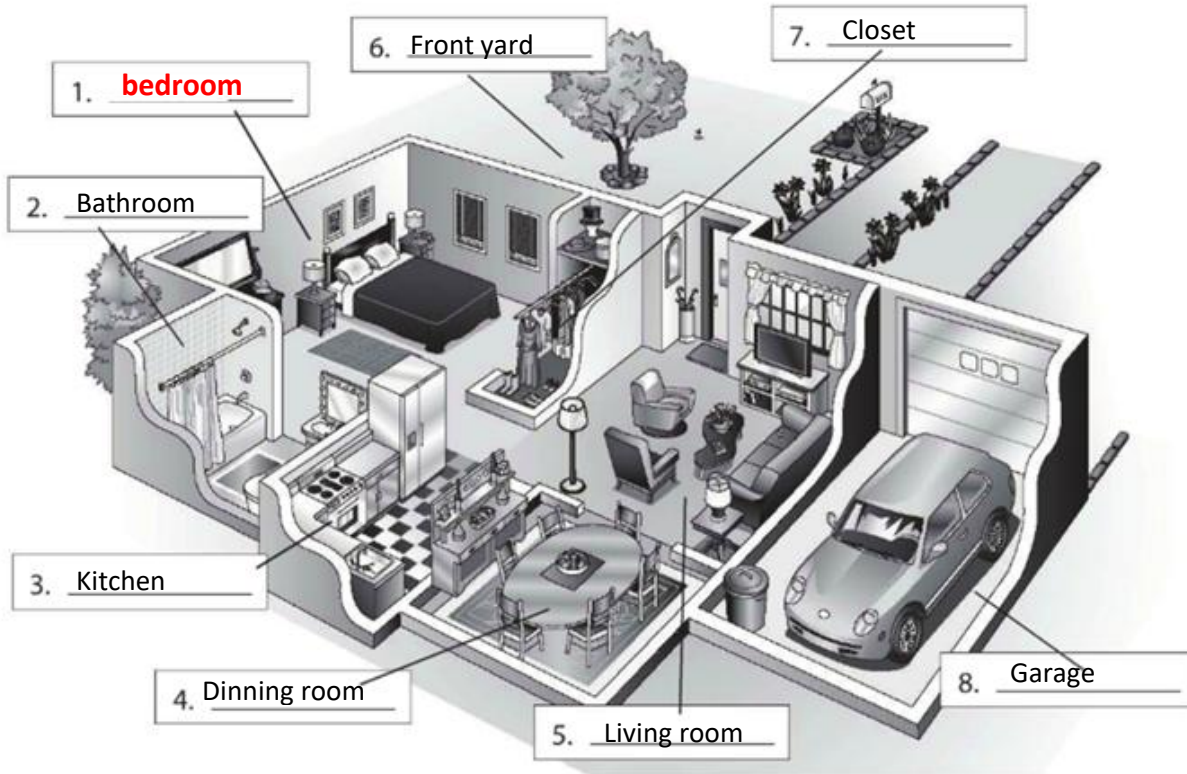 1. bedroom
2. Bathroom
3. Kitchen
4. Dinning room
5. Living room
6. Front yard
7. Closet
8. Garage